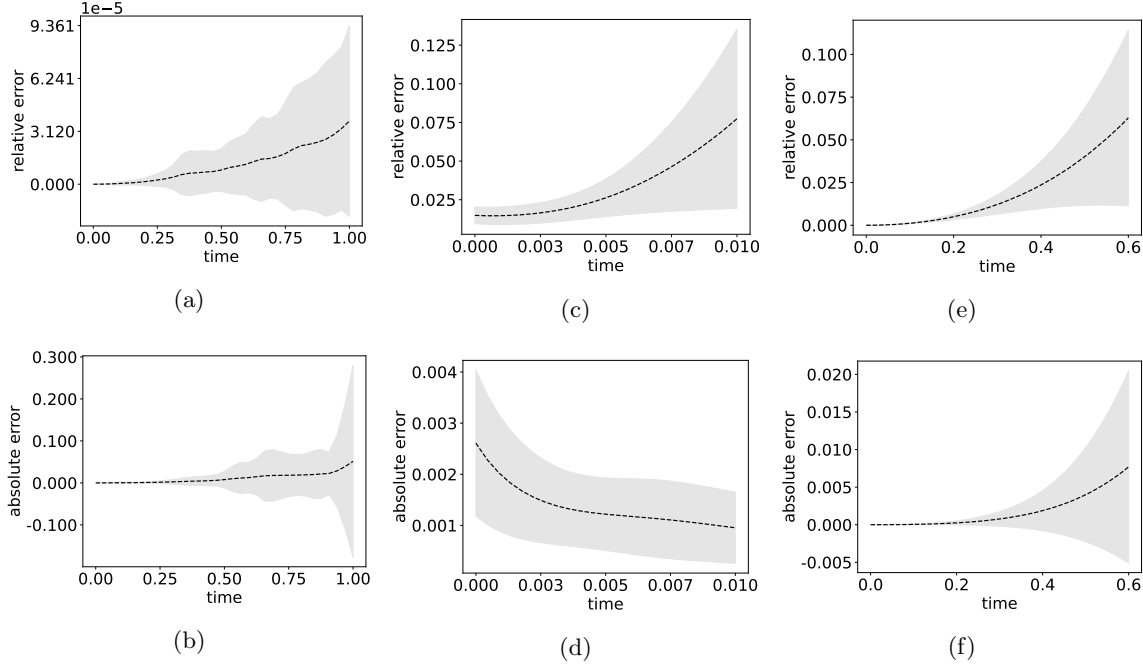 1e−5
9.361
6.241
3.120
0.000
relative error
0.00 0.25 0.50 0.75 1.00
time
(a)
0.125
0.100
0.075
0.050
0.025
relative error
0.000 0.003 0.005 0.007 0.010
time
(c)
0.100
0.075
0.050
0.025
0.000
relative error
0.0 0.2 0.4 0.6
time
(e)
0.300
0.200
0.100
0.000
-0.100
absolute error
0.00 0.25 0.50 0.75 1.00
time
(b)
0.004
0.003
0.002
0.001
absolute error
0.000 0.003 0.005 0.007 0.010
time
(d)
0.020
0.015
0.010
0.005
0.000
-0.005
absolute error
0.0 0.2 0.4 0.6
time
(f)